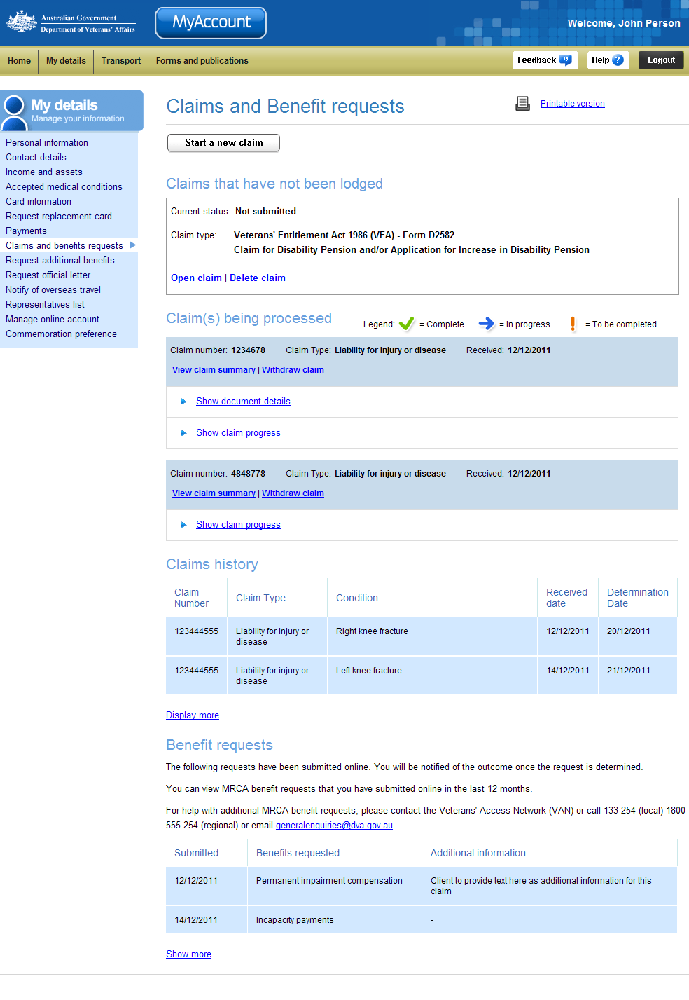 Australian Government
Department of Veterans' Affairs
MyAccount
Welcome, John Person
Home
My details
Transport
Forms and publications
Feedback
Help ?
Logout
My details
Manage your information
Personal information
Contact details
Income and assets
Accepted medical conditions
Card information
Request replacement card
Payments
Claims and benefits requests
Request additional benefits
Request official letter
Notify of overseas travel
Representatives list
Manage online account
Commemoration preference
Claims and Benefit requests
Printable version
Start a new claim
Claims that have not been lodged
Current status: Not submitted
Claim type: Veterans' Entitlement Act 1986 (VEA) - Form D2582
Claim for Disability Pension and/or Application for Increase in Disability Pension
Open claim | Delete claim
Claim(s) being processed
Legend: = Complete = In progress = To be completed
Claim number: 1234678 Claim Type: Liability for injury or disease Received: 12/12/2011
View claim summary | Withdraw claim
Show document details
Show claim progress
Claim number: 4848778 Claim Type: Liability for injury or disease Received: 12/12/2011
View claim summary | Withdraw claim
Show claim progress
Claims history
Claim
Number
Claim Type
Condition
Received
date
Determination
Date
123444555
Liability for injury or
disease
Right knee fracture
12/12/2011
20/12/2011
123444555
Liability for injury or
disease
Left knee fracture
14/12/2011
21/12/2011
Display more
Benefit requests
The following requests have been submitted online. You will be notified of the outcome once the request is determined.
You can view MRCA benefit requests that you have submitted online in the last 12 months.
For help with additional MRCA benefit requests, please contact the Veterans' Access Network (VAN) or call 133 254 (local) 1800
555 254 (regional) or email generalenquiries@dva.gov.au.
Submitted
Benefits requested
Additional information
12/12/2011
Permanent impairment compensation
Client to provide text here as additional information for this
claim
14/12/2011
Incapacity payments
-
Show more